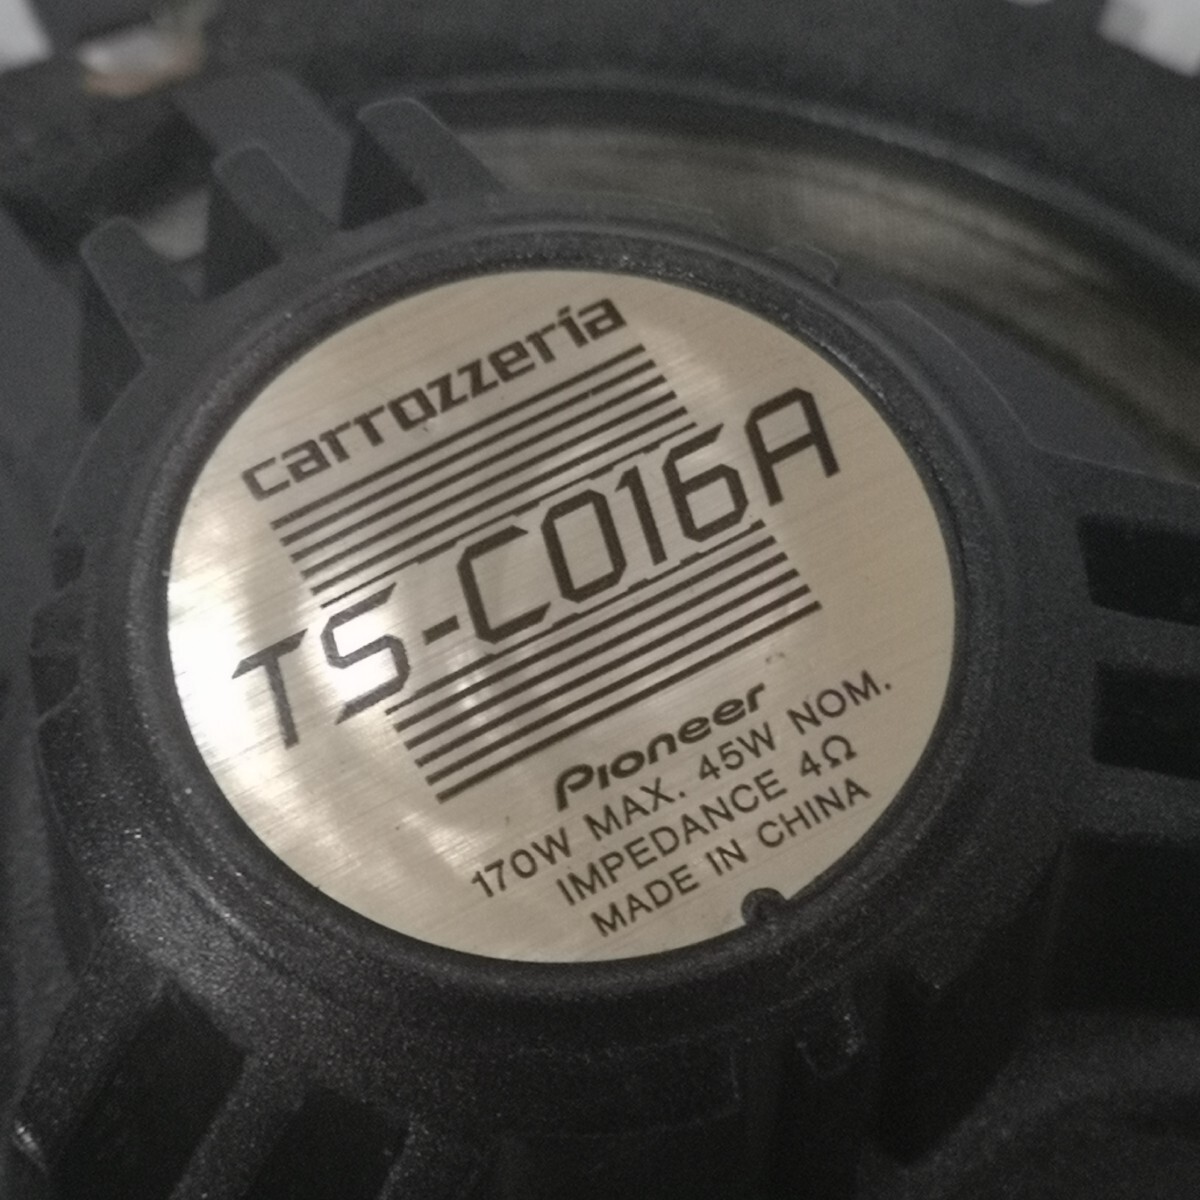 carrozzeria
TS-C016A
Pioneer
170W MAX. 45W NOM.
IMPEDANCE 4Ω
MADE IN CHINA